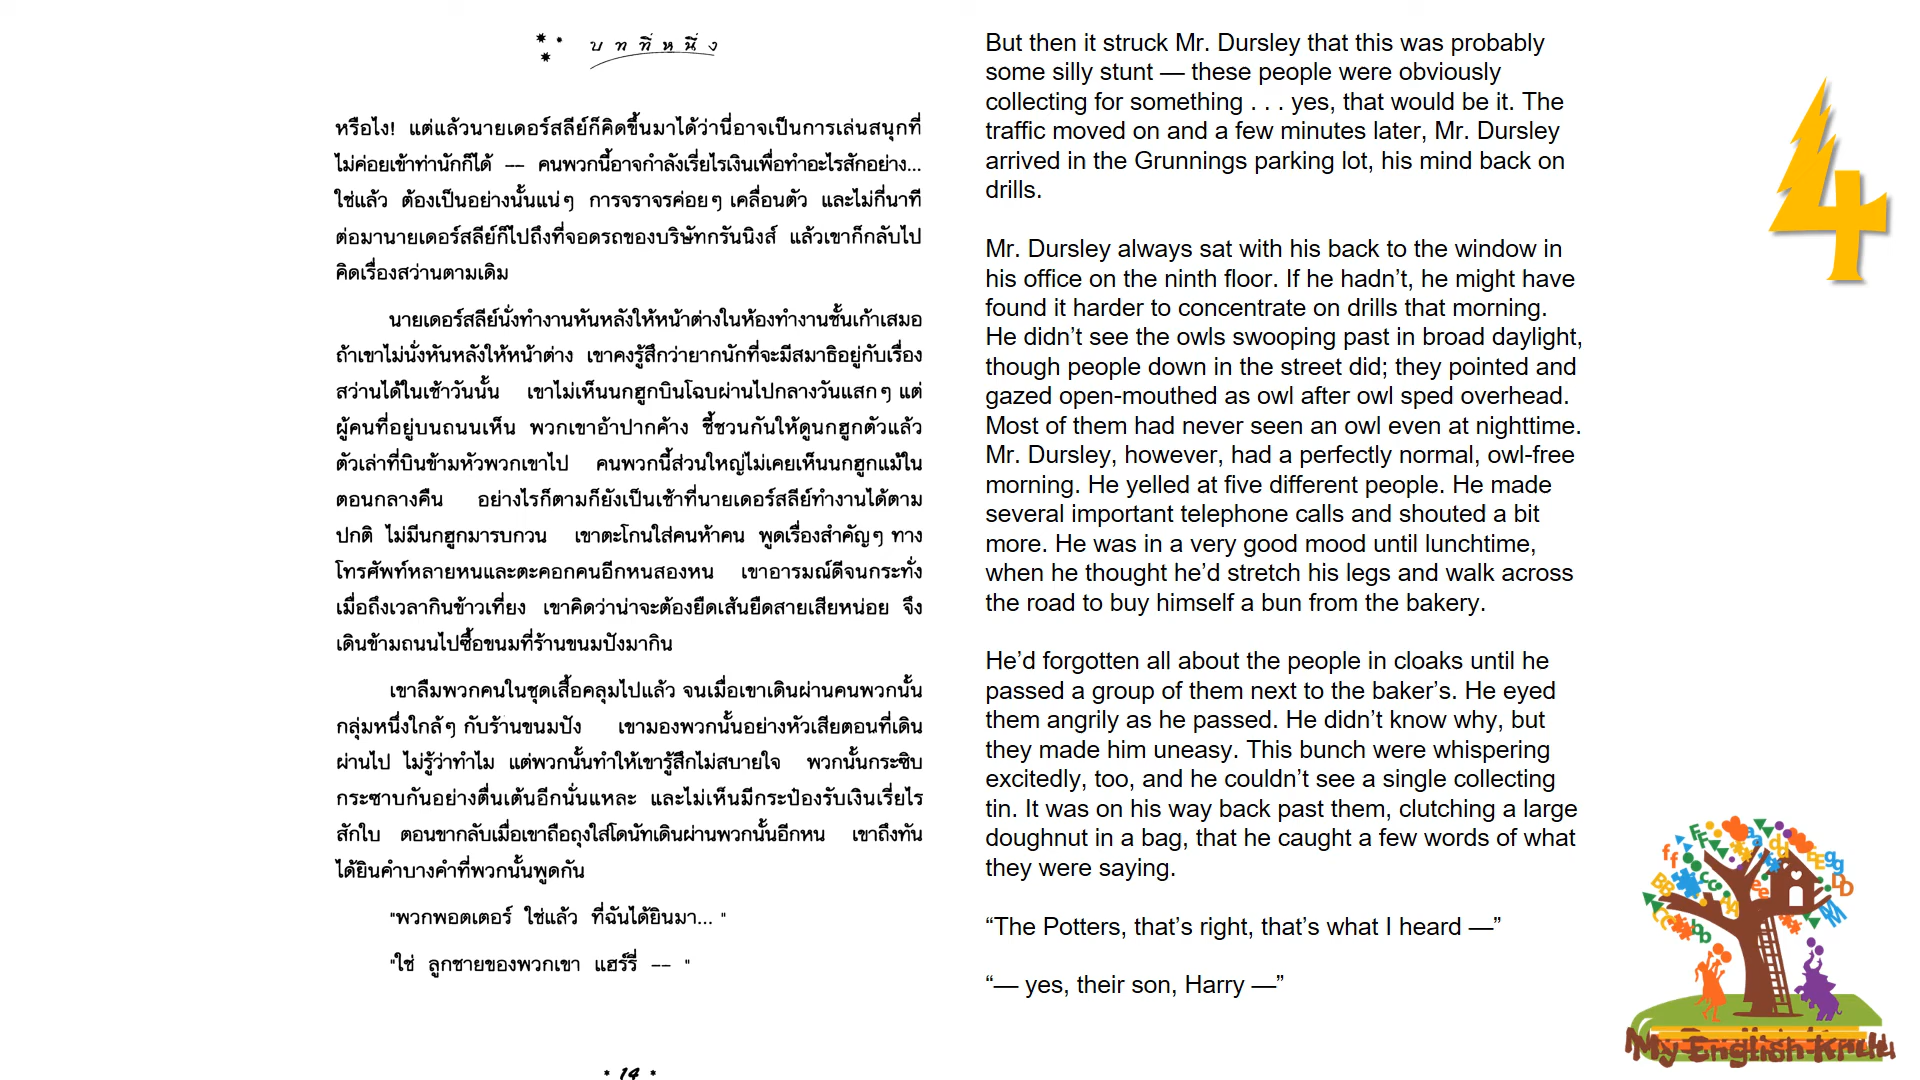 บทที่หนึ่ง
หรือไง! แต่แล้วนายเดอร์สลีย์ก็คิดขึ้นมาได้ว่านี่อาจเป็นการเล่นสนุกที่
ไม่ค่อยเข้าท่านักก็ได้ -- คนพวกนี้อาจกำลังเรี่ยไรเงินเพื่อทำอะไรสักอย่าง...
ใช่แล้ว ต้องเป็นอย่างนั้นแน่ๆ การจราจรค่อยๆ เคลื่อนตัว และไม่กี่นาที
ต่อมานายเดอร์สลีย์ก็ไปถึงที่จอดรถของบริษัทกรันนิงส์ แล้วเขาก็กลับไป
คิดเรื่องสว่านตามเดิม
นายเดอร์สลีย์นั่งทำงานหันหลังให้หน้าต่างในห้องทำงานชั้นเก้าเสมอ
ถ้าเขาไม่นั่งหันหลังให้หน้าต่าง เขาคงรู้สึกว่ายากนักที่จะมีสมาธิอยู่กับเรื่อง
สว่านได้ในเช้าวันนั้น เขาไม่เห็นนกฮูกบินโฉบผ่านไปกลางวันแสกๆ แต่
ผู้คนที่อยู่บนถนนเห็น พวกเขาอ้าปากค้าง ชี้ชวนกันให้ดูนกฮูกตัวแล้ว
ตัวเล่าที่บินข้ามหัวพวกเขาไป คนพวกนี้ส่วนใหญ่ไม่เคยเห็นนกฮูกแม้ใน
ตอนกลางคืน อย่างไรก็ตามก็ยังเป็นเช้าที่นายเดอร์สลีย์ทำงานได้ตาม
ปกติ ไม่มีนกฮูกมารบกวน เขาตะโกนใส่คนห้าคน พูดเรื่องสำคัญๆ ทาง
โทรศัพท์หลายหนและตะคอกคนอีกหนสองหน เขาอารมณ์ดีจนกระทั่ง
เมื่อถึงเวลากินข้าวเที่ยง เขาคิดว่าน่าจะต้องยืดเส้นยืดสายเสียหน่อย จึง
เดินข้ามถนนไปซื้อขนมที่ร้านขนมปังมากิน
เขาลืมพวกคนในชุดเสื้อคลุมไปแล้ว จนเมื่อเขาเดินผ่านคนพวกนั้น
กลุ่มหนึ่งใกล้ๆ กับร้านขนมปัง เขามองพวกนั้นอย่างหัวเสียตอนที่เดิน
ผ่านไป ไม่รู้ว่าทำไม แต่พวกนั้นทำให้เขารู้สึกไม่สบายใจ พวกนั้นกระซิบ
กระซาบกันอย่างตื่นเต้นอีกนั่นแหละ และไม่เห็นมีกระป๋องรับเงินเรี่ยไร
สักใบ ตอนขากลับเมื่อเขาถือถุงใส่โดนัทเดินผ่านพวกนั้นอีกหน เขาถึงทัน
ได้ยินคำบางคำที่พวกนั้นพูดกัน
"พวกพอตเตอร์ ใช่แล้ว ที่ฉันได้ยินมา... "
"ใช่ ลูกชายของพวกเขา แฮร์รี่ -- "
* 14 *
But then it struck Mr. Dursley that this was probably
some silly stunt — these people were obviously
collecting for something . . . yes, that would be it. The
traffic moved on and a few minutes later, Mr. Dursley
arrived in the Grunnings parking lot, his mind back on
drills.
Mr. Dursley always sat with his back to the window in
his office on the ninth floor. If he hadn’t, he might have
found it harder to concentrate on drills that morning.
He didn’t see the owls swooping past in broad daylight,
though people down in the street did; they pointed and
gazed open-mouthed as owl after owl sped overhead.
Most of them had never seen an owl even at nighttime.
Mr. Dursley, however, had a perfectly normal, owl-free
morning. He yelled at five different people. He made
several important telephone calls and shouted a bit
more. He was in a very good mood until lunchtime,
when he thought he’d stretch his legs and walk across
the road to buy himself a bun from the bakery.
He’d forgotten all about the people in cloaks until he
passed a group of them next to the baker’s. He eyed
them angrily as he passed. He didn’t know why, but
they made him uneasy. This bunch were whispering
excitedly, too, and he couldn’t see a single collecting
tin. It was on his way back past them, clutching a large
doughnut in a bag, that he caught a few words of what
they were saying.
“The Potters, that’s right, that’s what I heard —”
“— yes, their son, Harry —”
4
My English Kruu